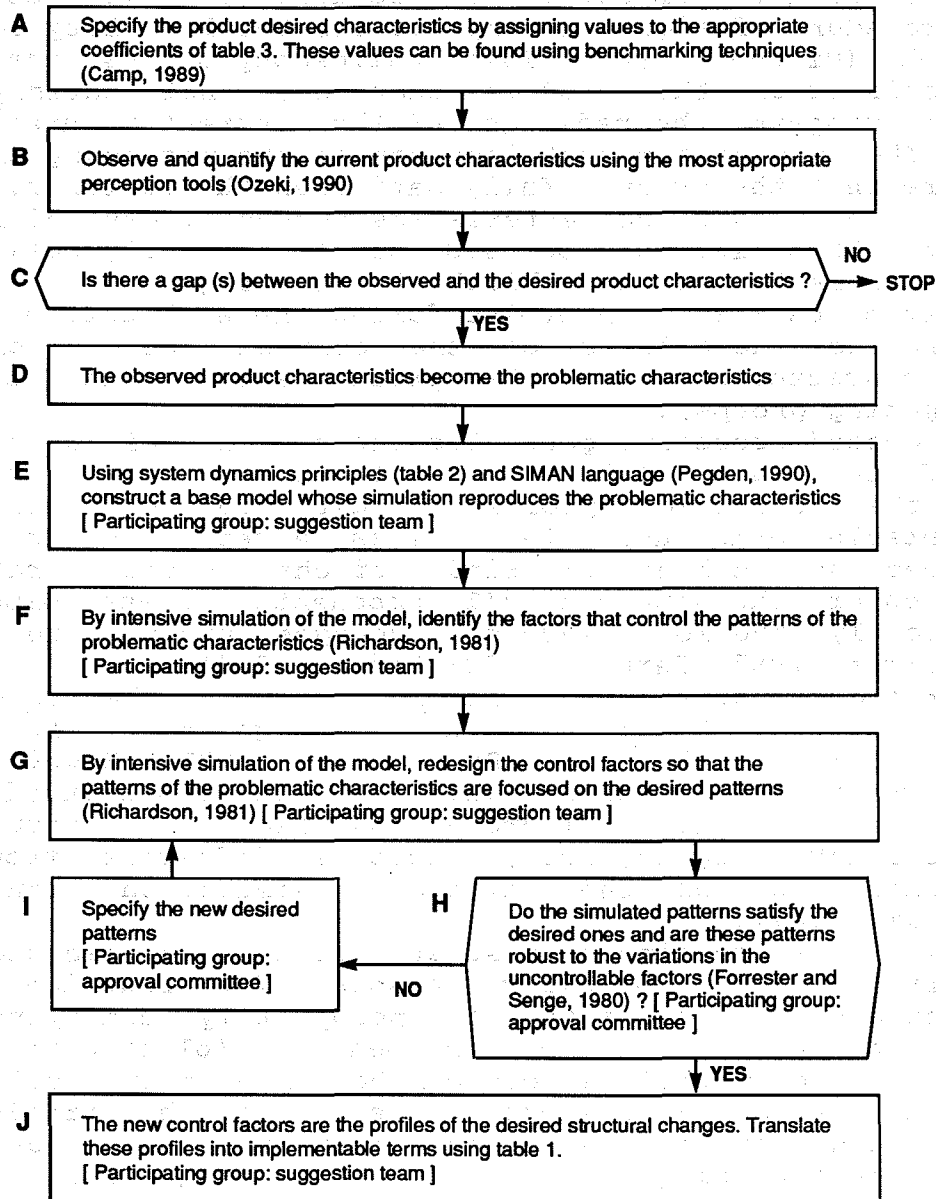 A
Specify the product desired characteristics by assigning values to the appropriate
coefficients of table 3. These values can be found using benchmarking techniques
(Camp, 1989)
B
Observe and quantify the current product characteristics using the most appropriate
perception tools (Ozeki, 1990)
C
Is there a gap (s) between the observed and the desired product characteristics ?
NO
STOP
YES
D
The observed product characteristics become the problematic characteristics
E
Using system dynamics principles (table 2) and SIMAN language (Pegden, 1990),
construct a base model whose simulation reproduces the problematic characteristics
[ Participating group: suggestion team ]
F
By intensive simulation of the model, identify the factors that control the patterns of the
problematic characteristics (Richardson, 1981)
[ Participating group: suggestion team ]
G
By intensive simulation of the model, redesign the control factors so that the
patterns of the problematic characteristics are focused on the desired patterns
(Richardson, 1981) [ Participating group: suggestion team ]
H
Do the simulated patterns satisfy the
desired ones and are these patterns
robust to the variations in the
uncontrollable factors (Forrester and
Senge, 1980) ? [ Participating group:
approval committee ]
NO
I
Specify the new desired
patterns
[ Participating group:
approval committee ]
YES
J
The new control factors are the profiles of the desired structural changes. Translate
these profiles into implementable terms using table 1.
[ Participating group: suggestion team ]